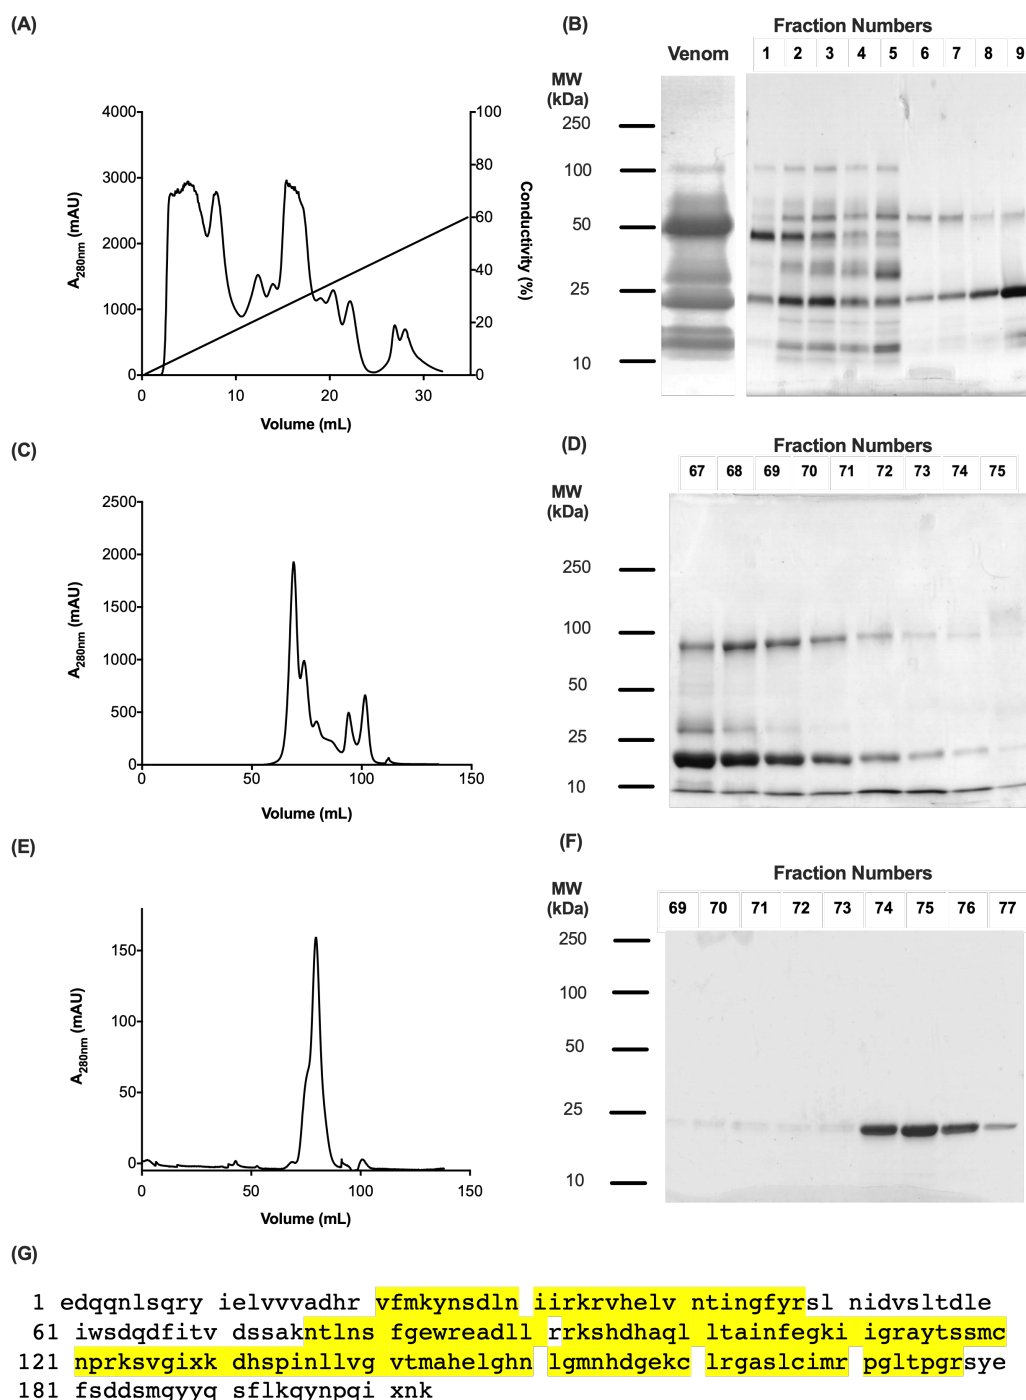 (A)
4000
3000
2000
1000
0
A280nm (mAU)
100
80
60
40
20
0
Conductivity (%)
0 10 20 30
Volume (mL)
(B)
Fraction Numbers
Venom 1 2 3 4 5 6 7 8 9
MW
(kDa)
250
100
50
25
10
(C)
2500
2000
1500
1000
500
0
A280nm (mAU)
0 50 100 150
Volume (mL)
(D)
Fraction Numbers
67 68 69 70 71 72 73 74 75
MW
(kDa)
250
100
50
25
10
(E)
150
100
50
0
A280nm (mAU)
0 50 100 150
Volume (mL)
(F)
Fraction Numbers
69 70 71 72 73 74 75 76 77
MW
(kDa)
250
100
50
25
10
(G)
1 edqqnlsqry ielvvvadhr vfmkynsdln iirkrvhelv ntingfyrsl nidvsltdle
61 iwsdqdfitv dssakntlns fgewreadll rrkshdhaql ltainfegki igraytssmc
121 nprksvgixk dhspinllvg vtmahelghn lgmnhdgekc lrgaslcimr pgltpgrsye
181 fsddsmgyyq sflkqynpqi xnk